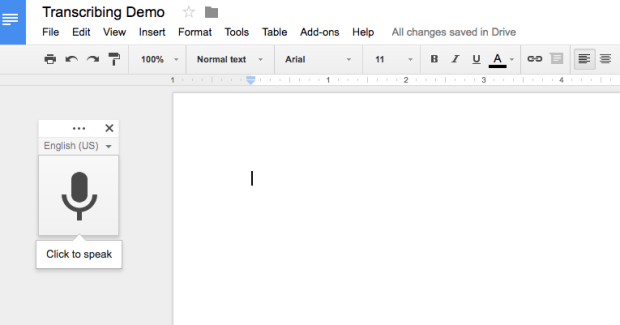 Transcribing Demo
File Edit View Insert Format Tools Table Add-ons Help All changes saved in Drive
100% Normal text Arial 11 B I U A
1 1 2 3 4
English (US)
Click to speak